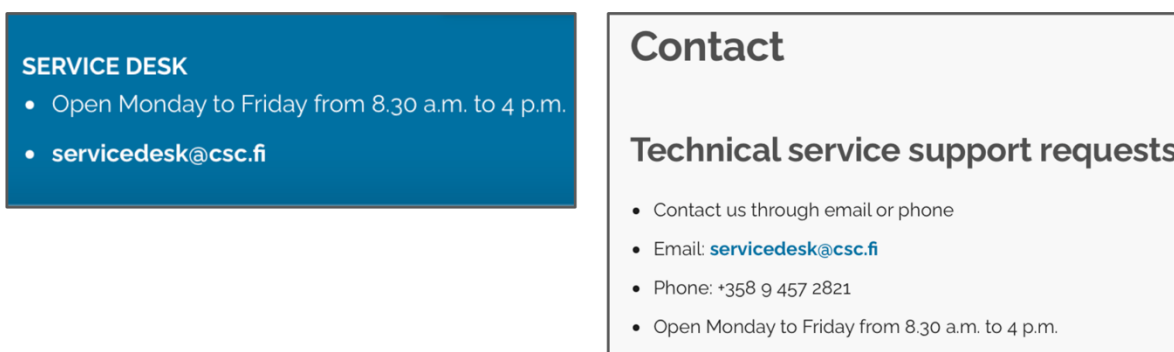 SERVICE DESK
• Open Monday to Friday from 8.30 a.m. to 4 p.m.
• servicedesk@csc.fi
Contact
Technical service support requests
• Contact us through email or phone
• Email: servicedesk@csc.fi
• Phone: +358 9 457 2821
• Open Monday to Friday from 8.30 a.m. to 4 p.m.